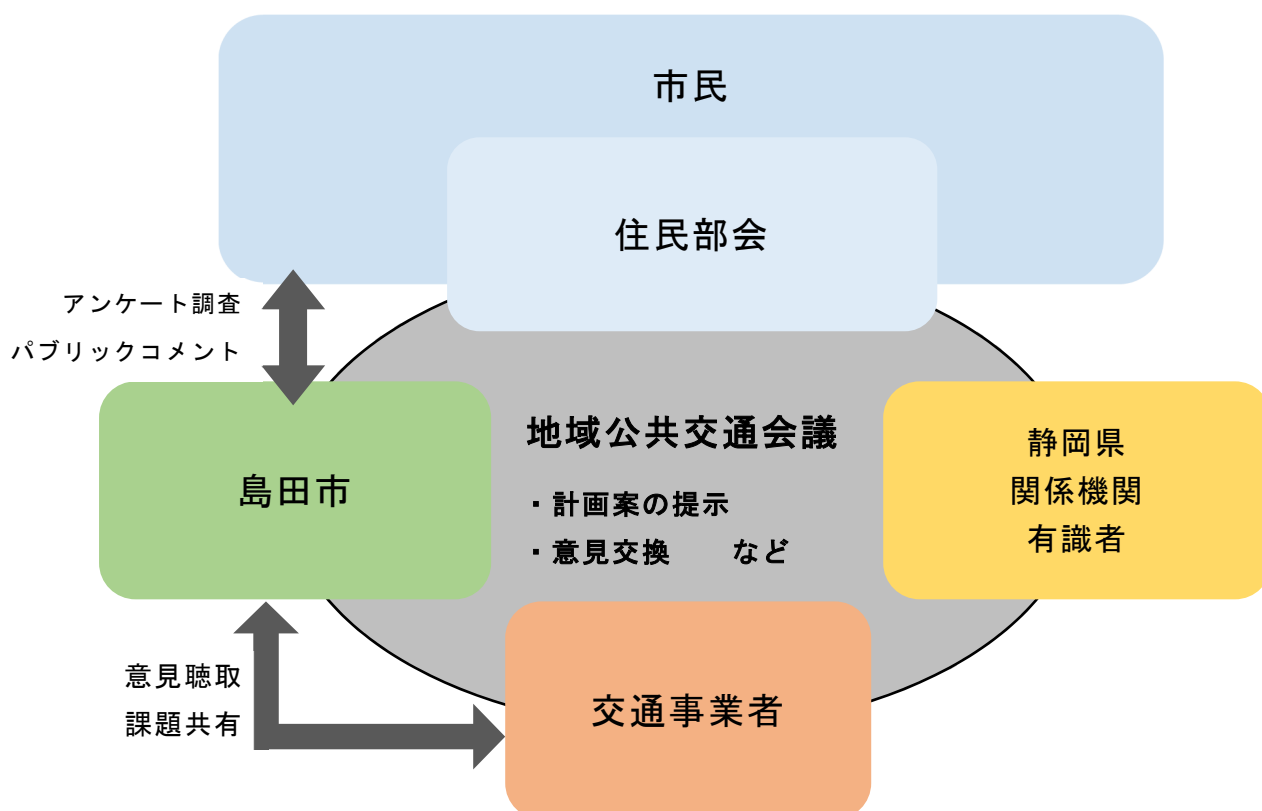 市民
住民部会
アンケート調査
パブリックコメント
地域公共交通会議
・計画案の提示
・意見交換　　など
島田市
静岡県
関係機関
有識者
意見聴取
課題共有
交通事業者